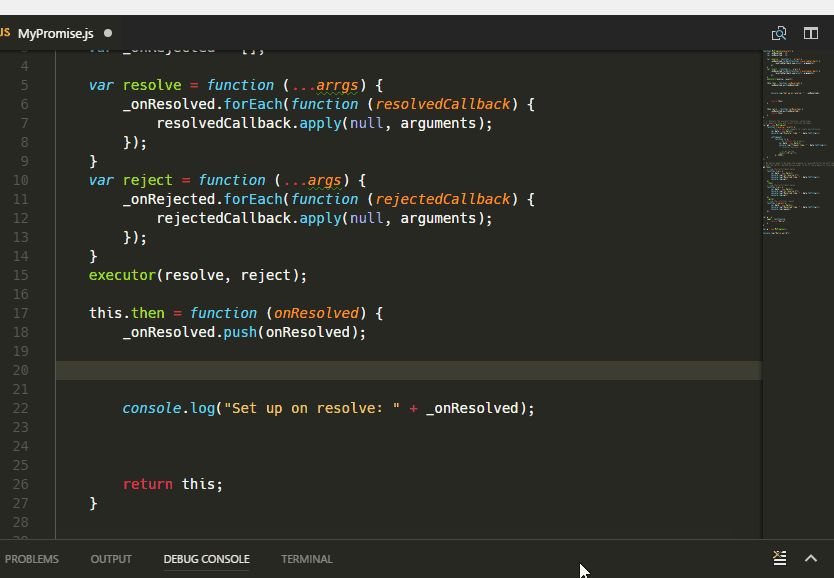 JS MyPromise.js
4
5 var resolve = function (...arrgs) {
6 _onResolved.forEach(function (resolvedCallback) {
7 resolvedCallback.apply(null, arguments);
8 });
9 }
10 var reject = function (...args) {
11 _onRejected.forEach(function (rejectedCallback) {
12 rejectedCallback.apply(null, arguments);
13 });
14 }
15 executor(resolve, reject);
16
17 this.then = function (onResolved) {
18 _onResolved.push(onResolved);
19
20
21
22 console.log("Set up on resolve: " + _onResolved);
23
24
25
26 return this;
27 }
28
PROBLEMS OUTPUT DEBUG CONSOLE TERMINAL